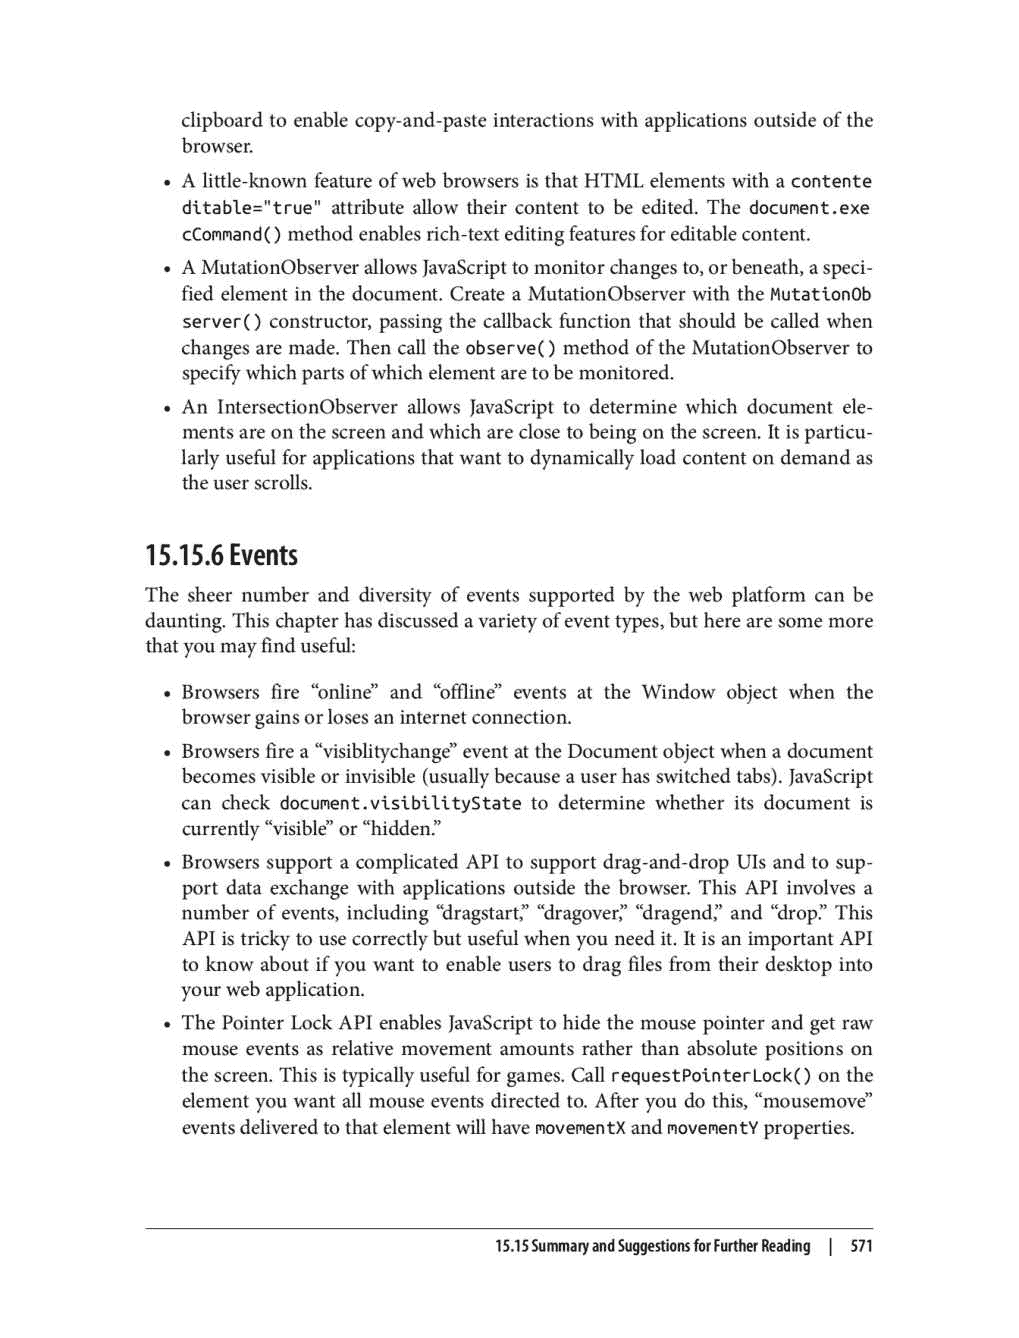 clipboard to enable copy-and-paste interactions with applications outside of the
browser.
• A little-known feature of web browsers is that HTML elements with a contente
ditable="true" attribute allow their content to be edited. The document.exe
cCommand() method enables rich-text editing features for editable content.
• A MutationObserver allows JavaScript to monitor changes to, or beneath, a speci-
fied element in the document. Create a MutationObserver with the MutationOb
server() constructor, passing the callback function that should be called when
changes are made. Then call the observe() method of the MutationObserver to
specify which parts of which element are to be monitored.
• An IntersectionObserver allows JavaScript to determine which document ele-
ments are on the screen and which are close to being on the screen. It is particu-
larly useful for applications that want to dynamically load content on demand as
the user scrolls.
15.15.6 Events
The sheer number and diversity of events supported by the web platform can be
daunting. This chapter has discussed a variety of event types, but here are some more
that you may find useful:
• Browsers fire “online” and “offline” events at the Window object when the
browser gains or loses an internet connection.
• Browsers fire a “visiblitychange” event at the Document object when a document
becomes visible or invisible (usually because a user has switched tabs). JavaScript
can check document.visibilityState to determine whether its document is
currently “visible” or “hidden.”
• Browsers support a complicated API to support drag-and-drop UIs and to sup-
port data exchange with applications outside the browser. This API involves a
number of events, including “dragstart,” “dragover,” “dragend,” and “drop.” This
API is tricky to use correctly but useful when you need it. It is an important API
to know about if you want to enable users to drag files from their desktop into
your web application.
• The Pointer Lock API enables JavaScript to hide the mouse pointer and get raw
mouse events as relative movement amounts rather than absolute positions on
the screen. This is typically useful for games. Call requestPointerLock() on the
element you want all mouse events directed to. After you do this, “mousemove”
events delivered to that element will have movementX and movementY properties.
15.15 Summary and Suggestions for Further Reading | 571